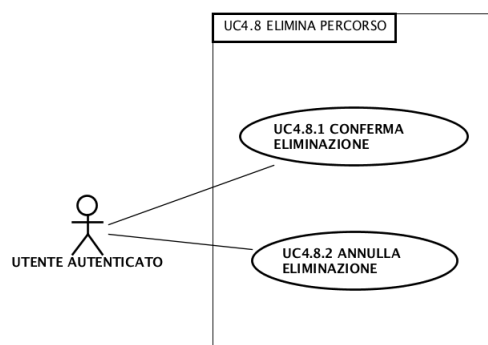 UC4.8 ELIMINA PERCORSO
UC4.8.1 CONFERMA
ELIMINAZIONE
UTENTE AUTENTICATO
UC4.8.2 ANNULLA
ELIMINAZIONE